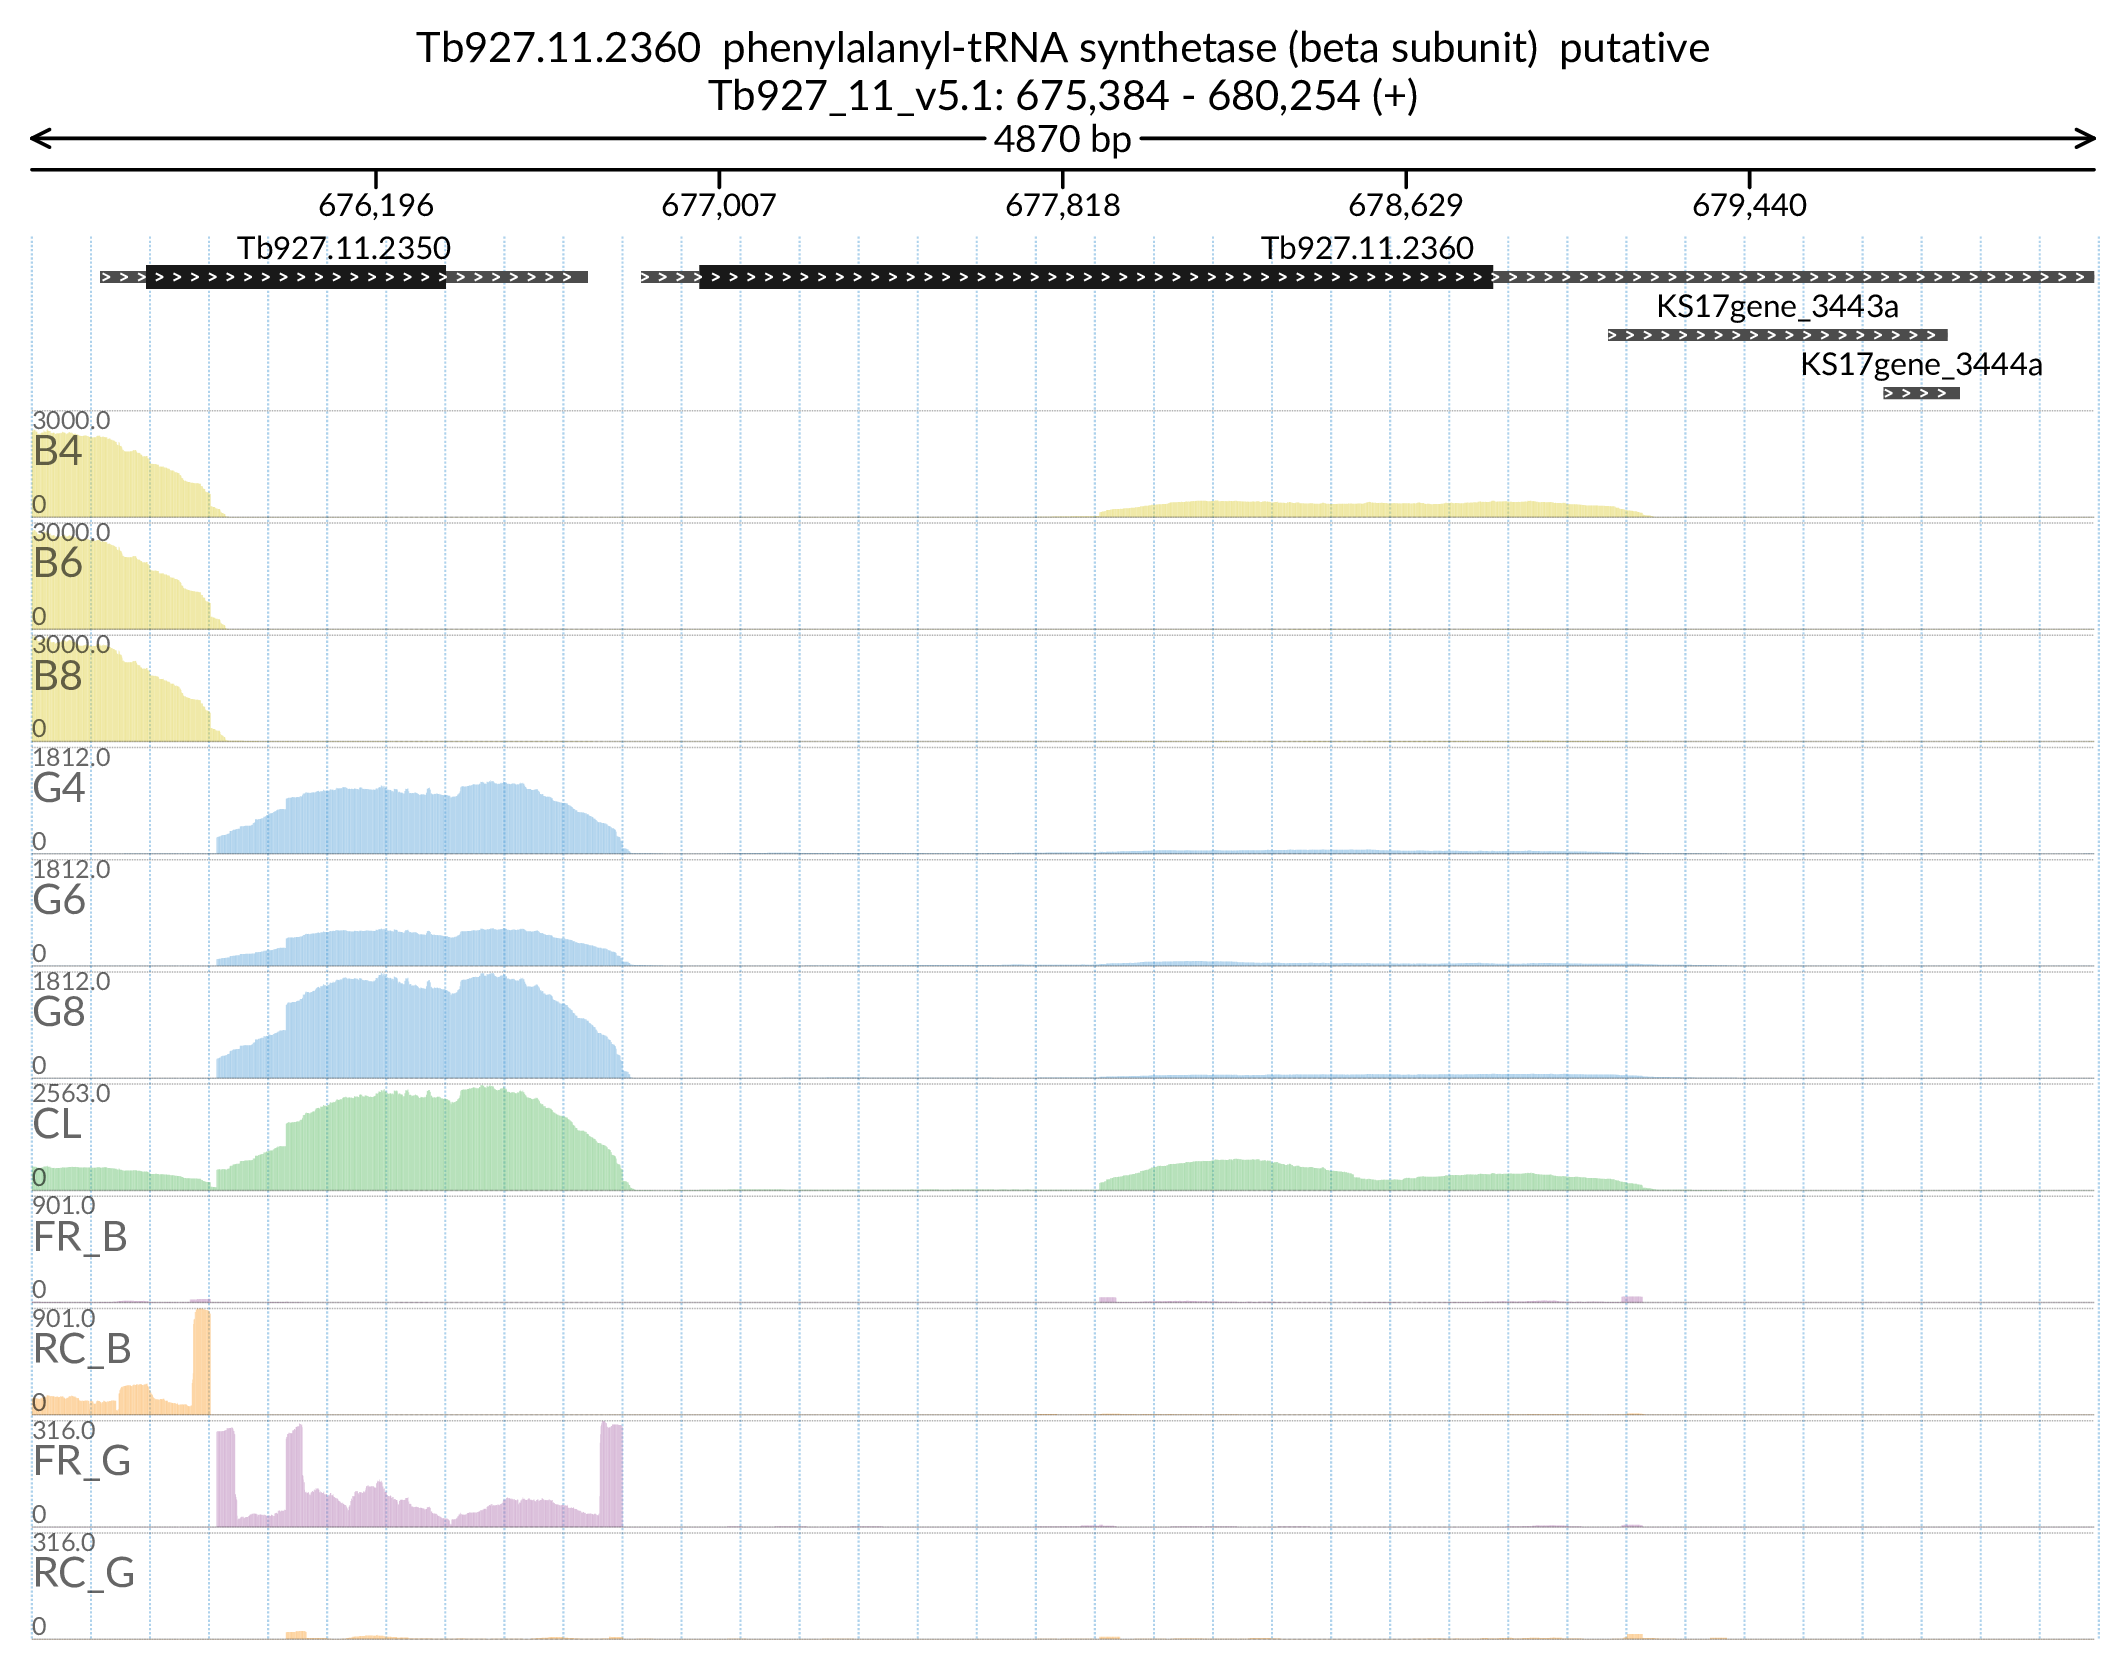 Tb927.11.2360  phenylalanyl-tRNA synthetase (beta subunit)  putative
Tb927_11_v5.1: 675,384 - 680,254 (+)
4870 bp
676,196 677,007 677,818 678,629 679,440
Tb927.11.2350 Tb927.11.2360
KS17gene_3443a
KS17gene_3444a
3000.0
B4
0
3000.0
B6
0
3000.0
B8
0
1812.0
G4
0
1812.0
G6
0
1812.0
G8
0
2563.0
CL
0
901.0
FR_B
0
901.0
RC_B
0
316.0
FR_G
0
316.0
RC_G
0